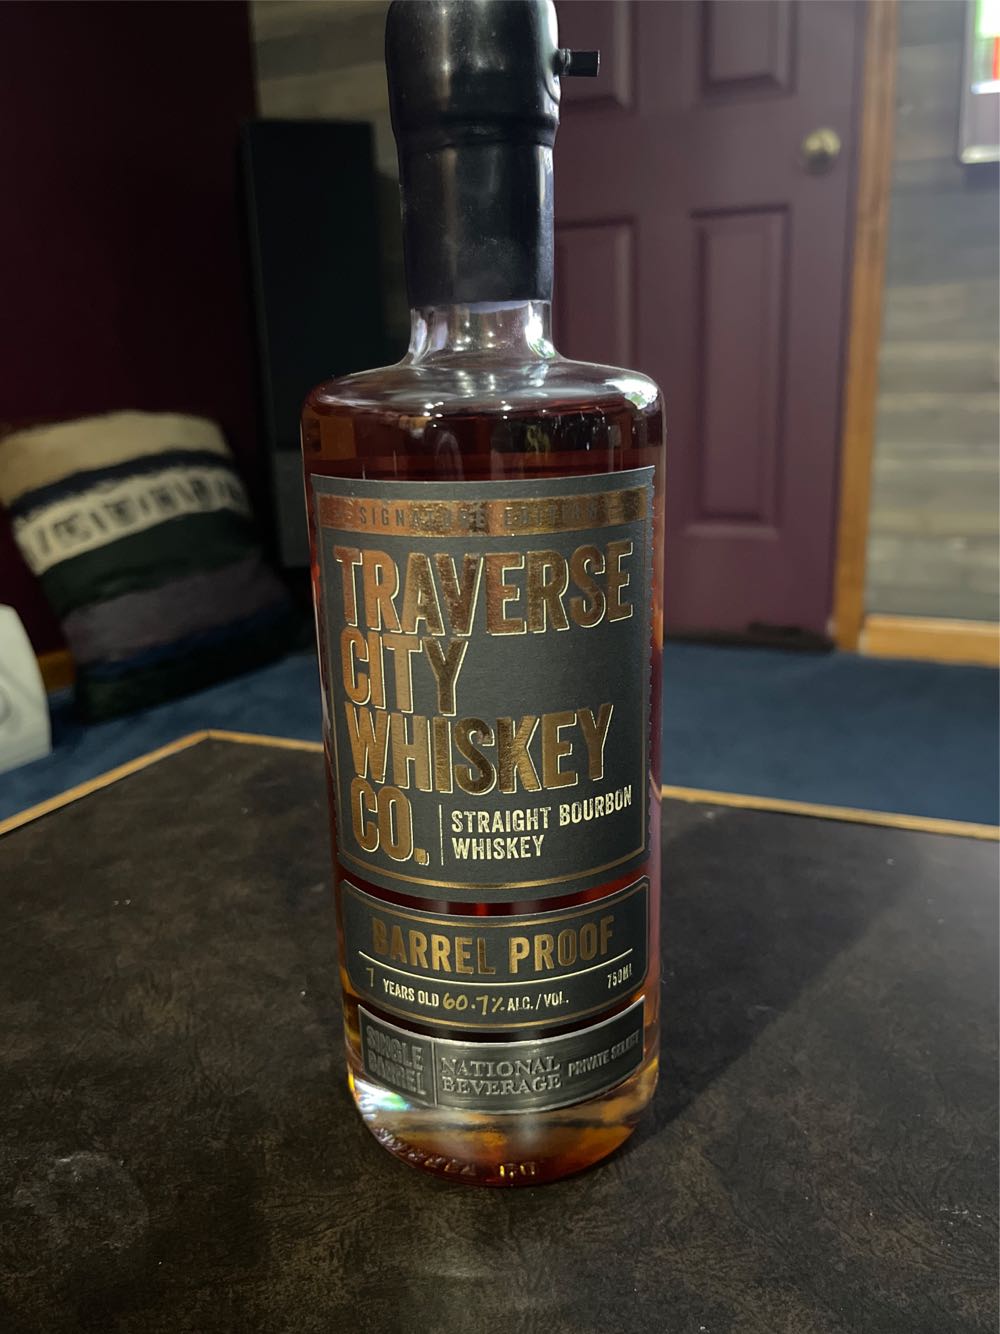 SIGNATURE EDITION
TRAVERSE
CITY
WHISKEY
CO.
STRAIGHT BOURBON
WHISKEY
BARREL PROOF
7 YEARS OLD 60.7% ALC./VOL. 750ML
SINGLE
BARREL
NATIONAL
BEVERAGE
PRIVATE SELECT